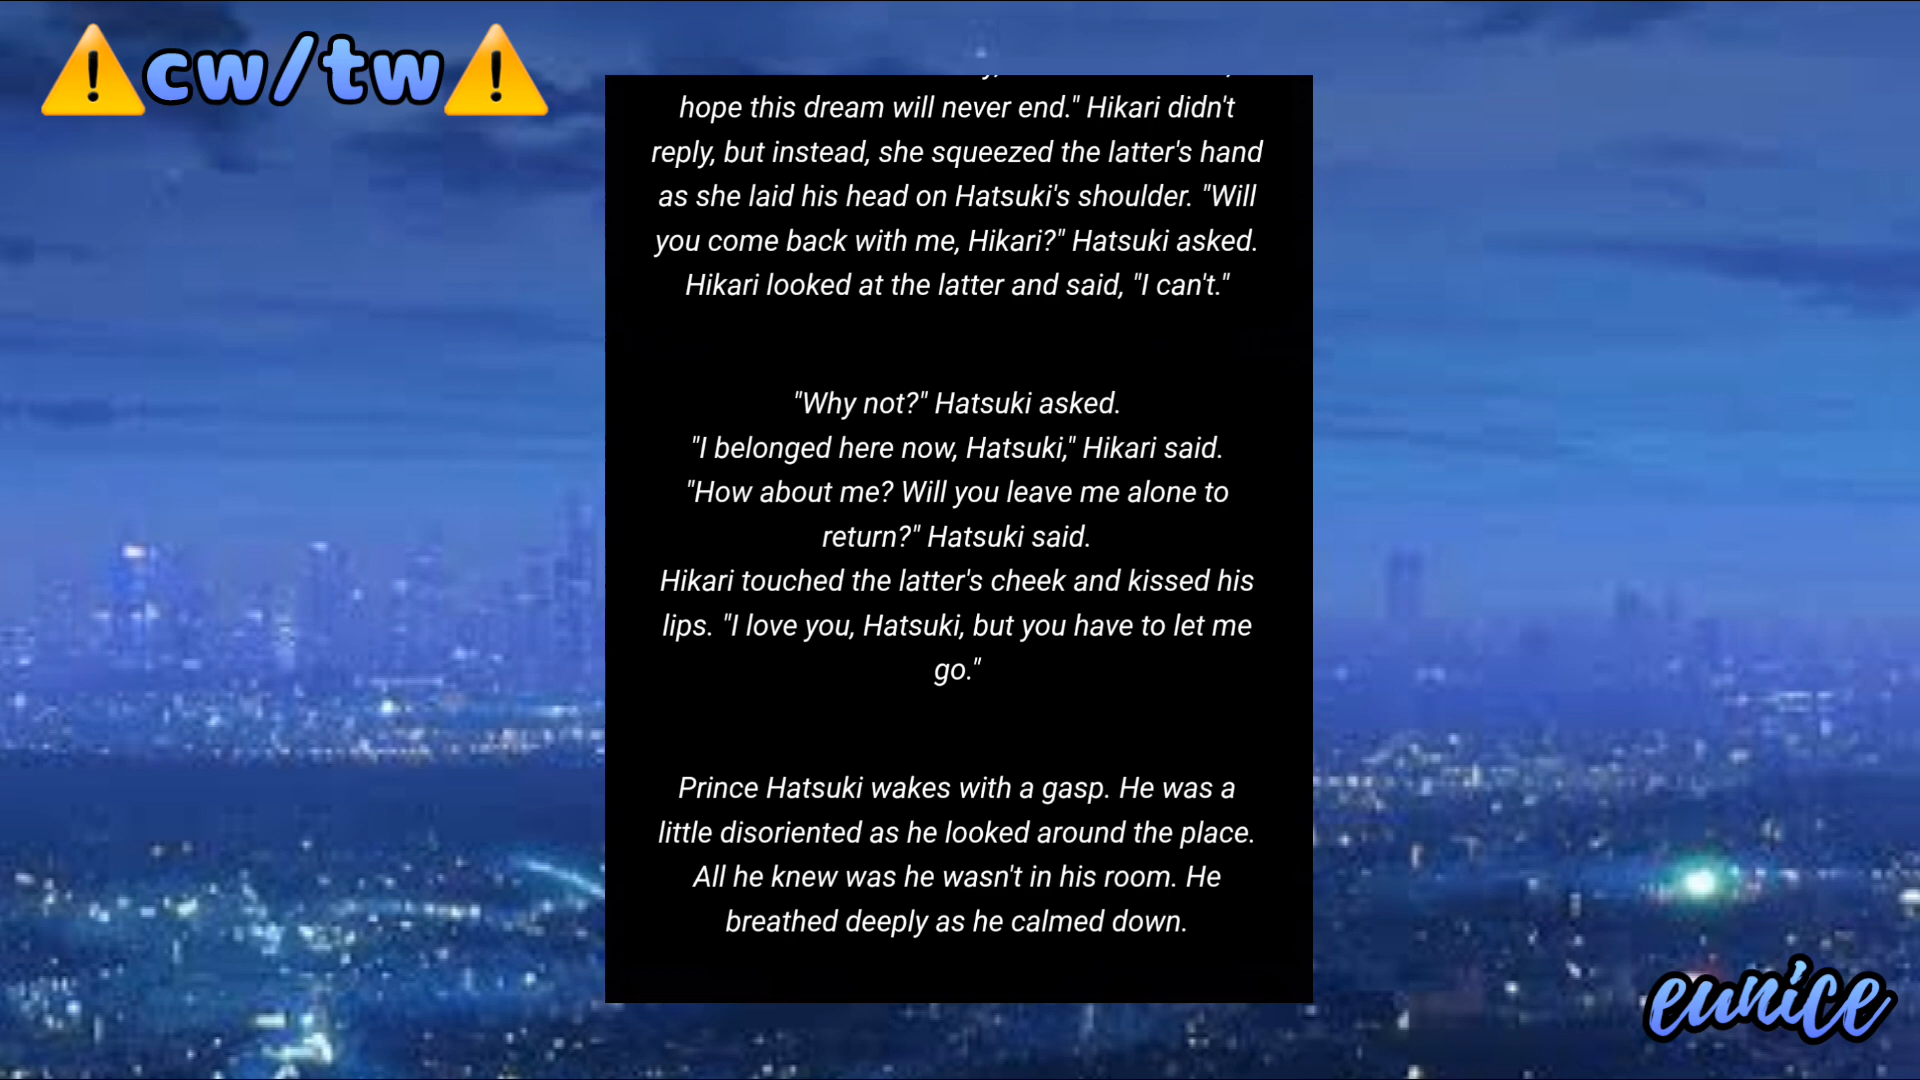 ⚠️cw/tw⚠️
hope this dream will never end." Hikari didn't
reply, but instead, she squeezed the latter's hand
as she laid his head on Hatsuki's shoulder. "Will
you come back with me, Hikari?" Hatsuki asked.
Hikari looked at the latter and said, "I can't."
"Why not?" Hatsuki asked.
"I belonged here now, Hatsuki," Hikari said.
"How about me? Will you leave me alone to
return?" Hatsuki said.
Hikari touched the latter's cheek and kissed his
lips. "I love you, Hatsuki, but you have to let me
go."
Prince Hatsuki wakes with a gasp. He was a
little disoriented as he looked around the place.
All he knew was he wasn't in his room. He
breathed deeply as he calmed down.
eunice